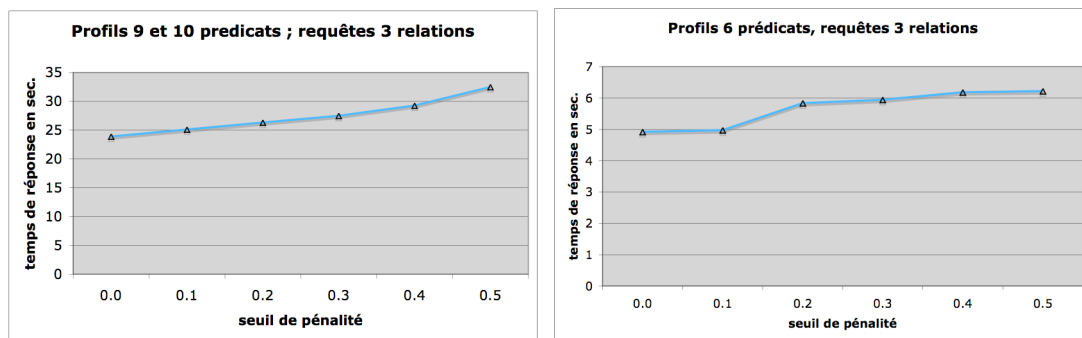 Profils 9 et 10 predicats ; requêtes 3 relations
temps de réponse en sec.
35
30
25
20
15
10
5
0
0.0 0.1 0.2 0.3 0.4 0.5
seuil de pénalité
Profils 6 prédicats, requêtes 3 relations
temps de réponse en sec.
7
6
5
4
3
2
1
0
0.0 0.1 0.2 0.3 0.4 0.5
seuil de pénalité